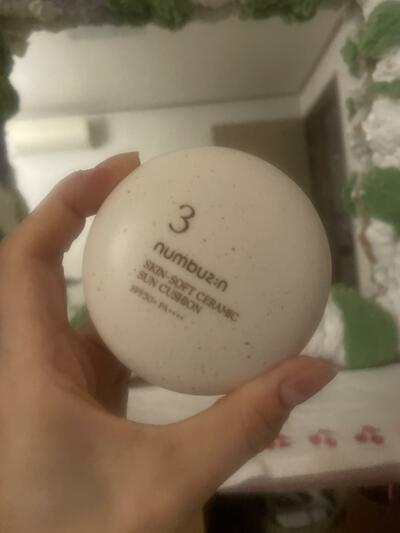 3
numbuz:n
SKIN-SOFT CERAMIC
SUN CUSHION
SPF50+ PA++++